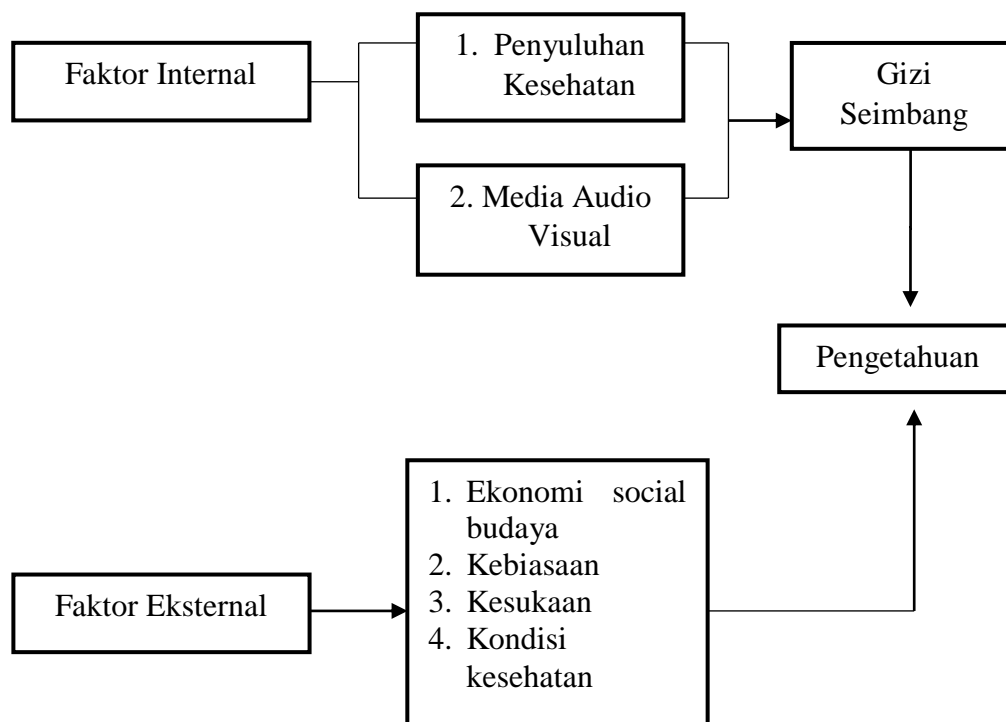 Faktor Internal
1. Penyuluhan
Kesehatan
2. Media Audio
Visual
Gizi
Seimbang
Pengetahuan
Faktor Eksternal
1. Ekonomi social
budaya
2. Kebiasaan
3. Kesukaan
4. Kondisi
kesehatan